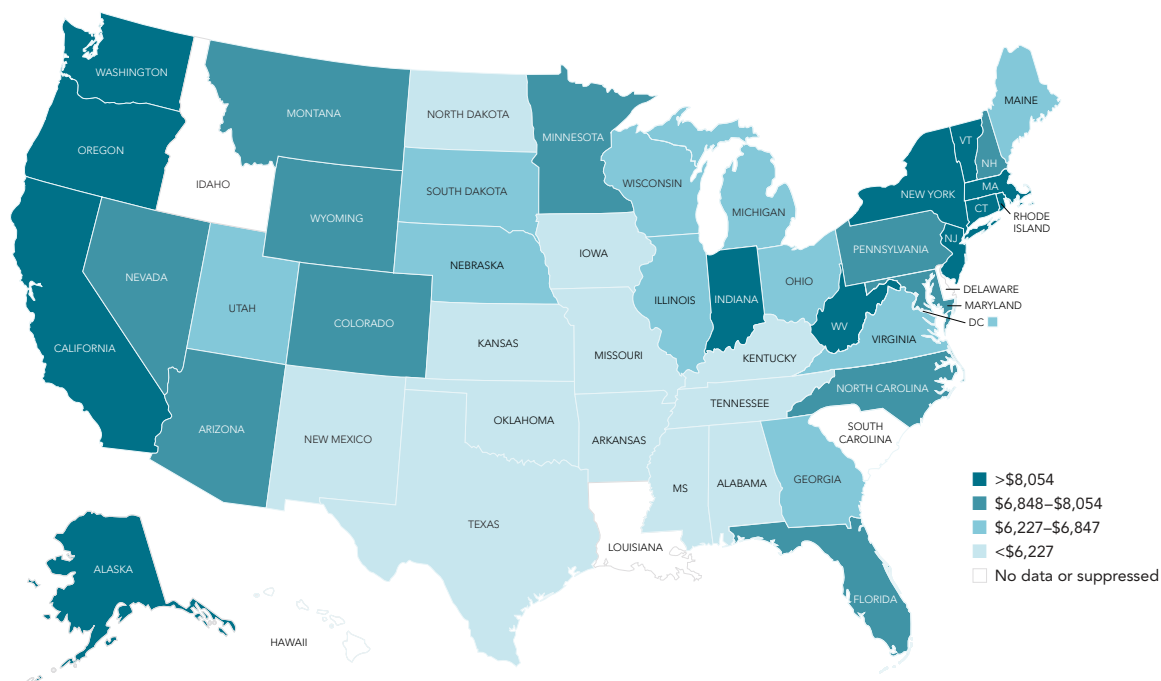 WASHINGTON
MONTANA
NORTH DAKOTA
MINNESOTA
MAINE
OREGON
IDAHO
WYOMING
SOUTH DAKOTA
WISCONSIN
MICHIGAN
VT
NH
NEW YORK
MA
CT
RHODE
ISLAND
NEVADA
UTAH
COLORADO
NEBRASKA
IOWA
ILLINOIS
INDIANA
OHIO
PENNSYLVANIA
NJ
DELAWARE
MARYLAND
DC
CALIFORNIA
KANSAS
MISSOURI
KENTUCKY
WV
VIRGINIA
ARIZONA
NEW MEXICO
OKLAHOMA
ARKANSAS
TENNESSEE
NORTH CAROLINA
SOUTH
CAROLINA
TEXAS
LOUISIANA
MS
ALABAMA
GEORGIA
FLORIDA
ALASKA
HAWAII
>$8,054
$6,848–$8,054
$6,227–$6,847
<$6,227
No data or suppressed